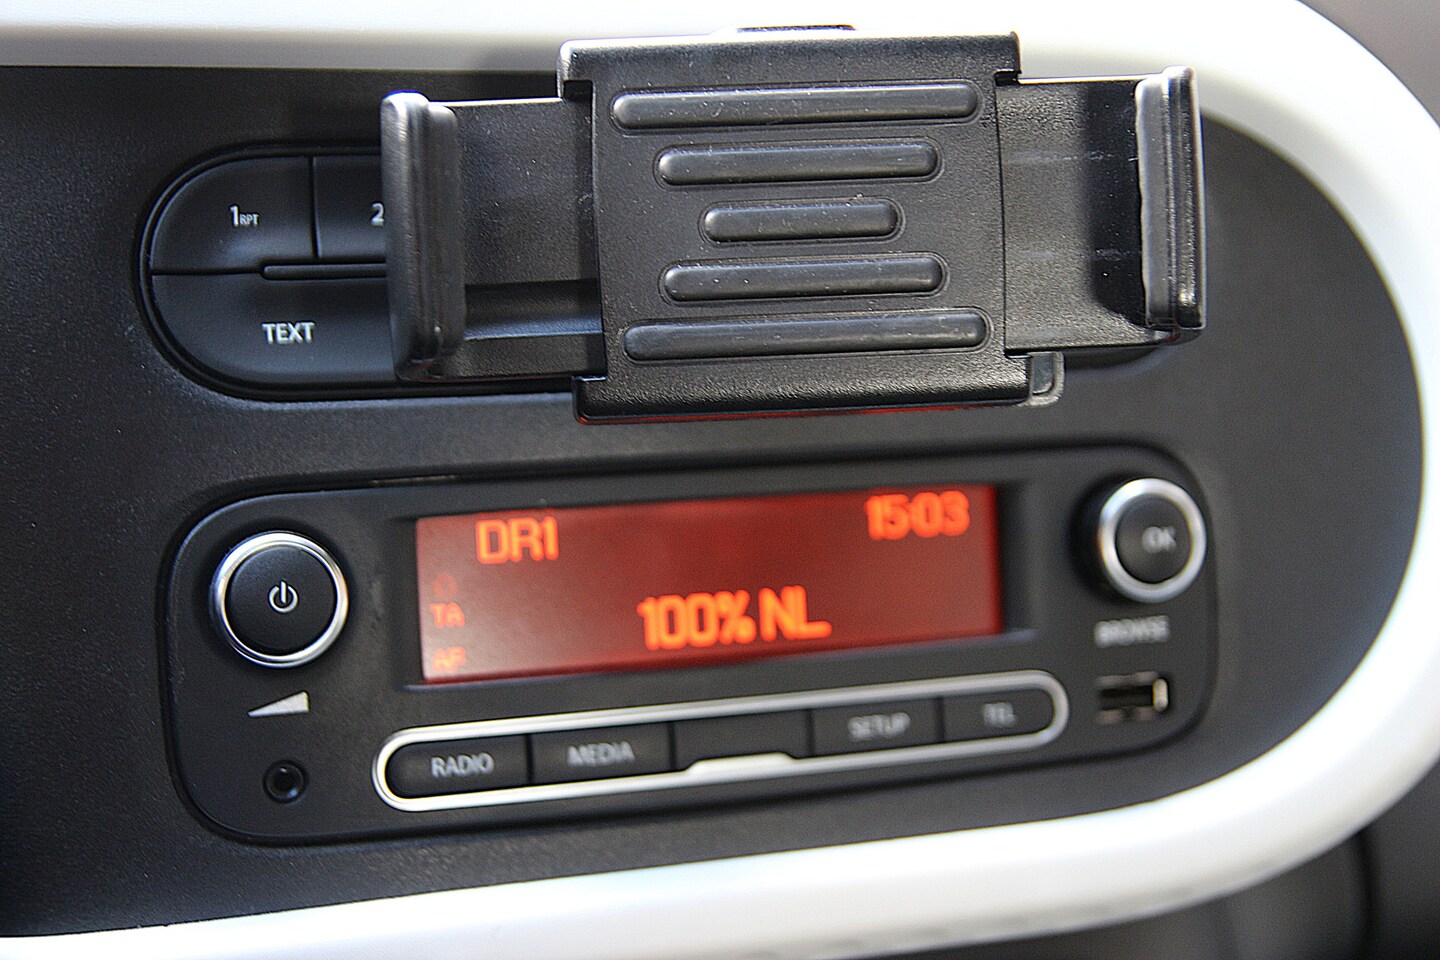 1RPT
2
TEXT
DR1 15:03
TA
AF
100% NL
OK
BROWSE
RADIO MEDIA SETUP TEL